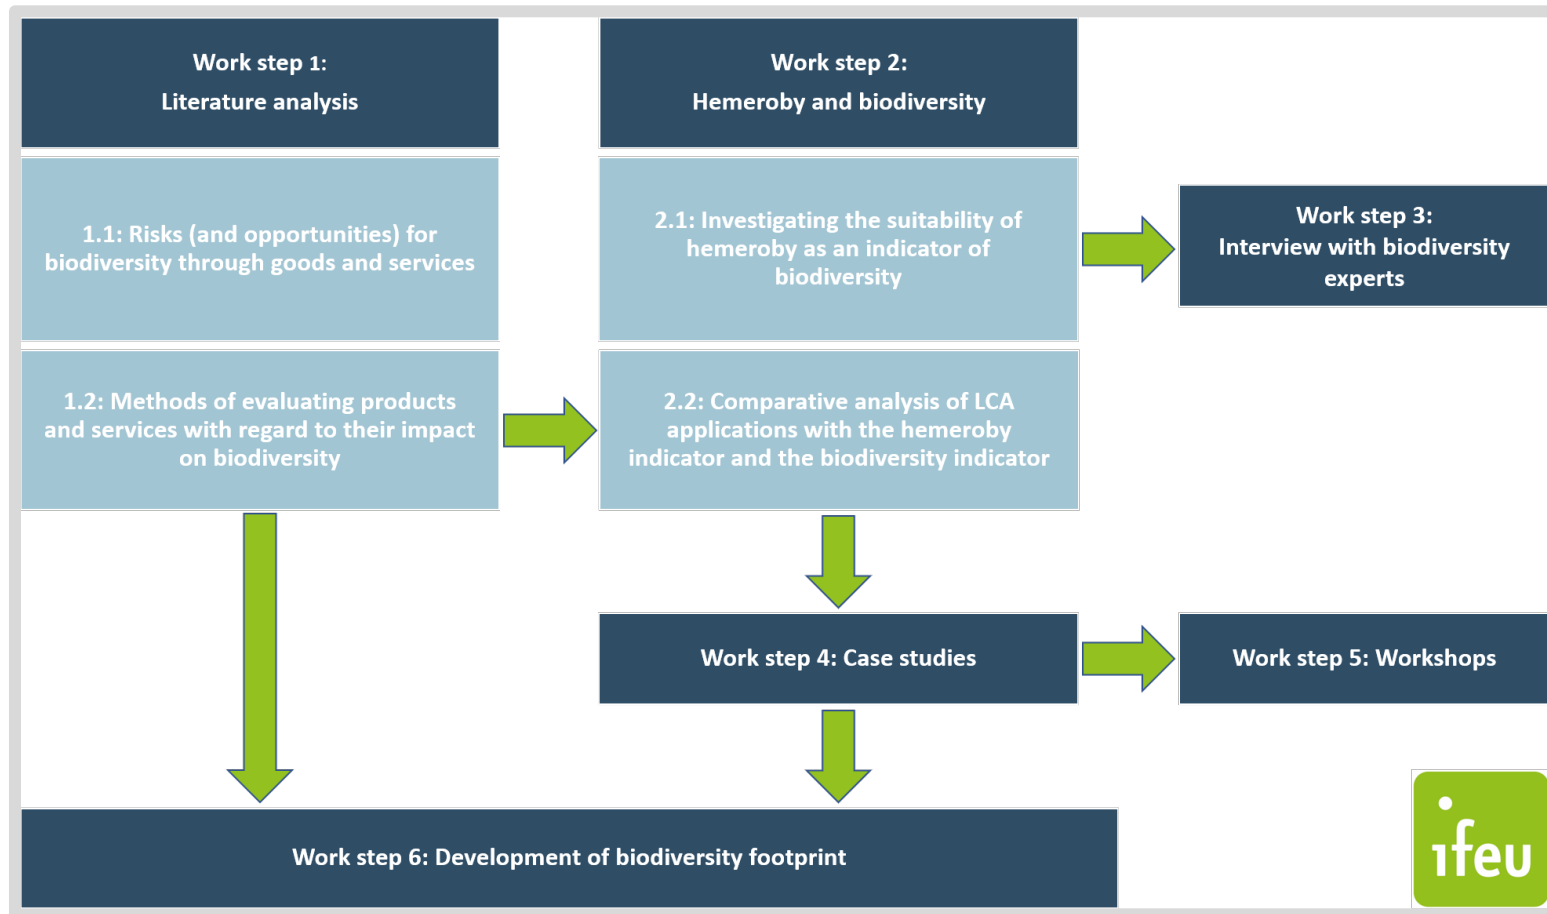 Work step 1:
Literature analysis
1.1: Risks (and opportunities) for
biodiversity through goods and services
1.2: Methods of evaluating products
and services with regard to their impact
on biodiversity
Work step 2:
Hemeroby and biodiversity
2.1: Investigating the suitability of
hemeroby as an indicator of
biodiversity
2.2: Comparative analysis of LCA
applications with the hemeroby
indicator and the biodiversity indicator
Work step 3:
Interview with biodiversity
experts
Work step 4: Case studies
Work step 5: Workshops
Work step 6: Development of biodiversity footprint
ifeu